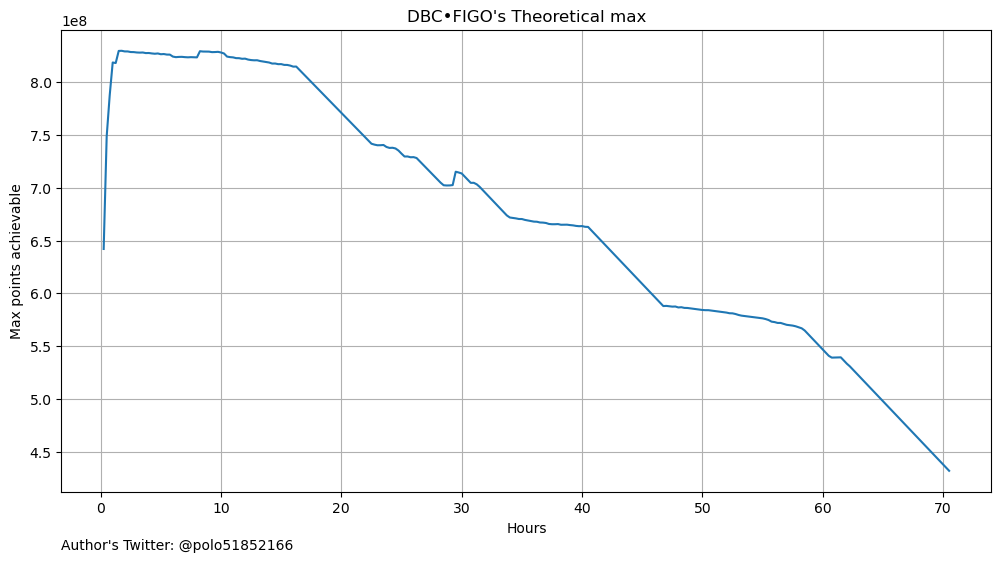 DBC•FIGO's Theoretical max
1e8
8.0
7.5
7.0
6.5
6.0
5.5
5.0
4.5
Max points achievable
0 10 20 30 40 50 60 70
Hours
Author's Twitter: @polo51852166